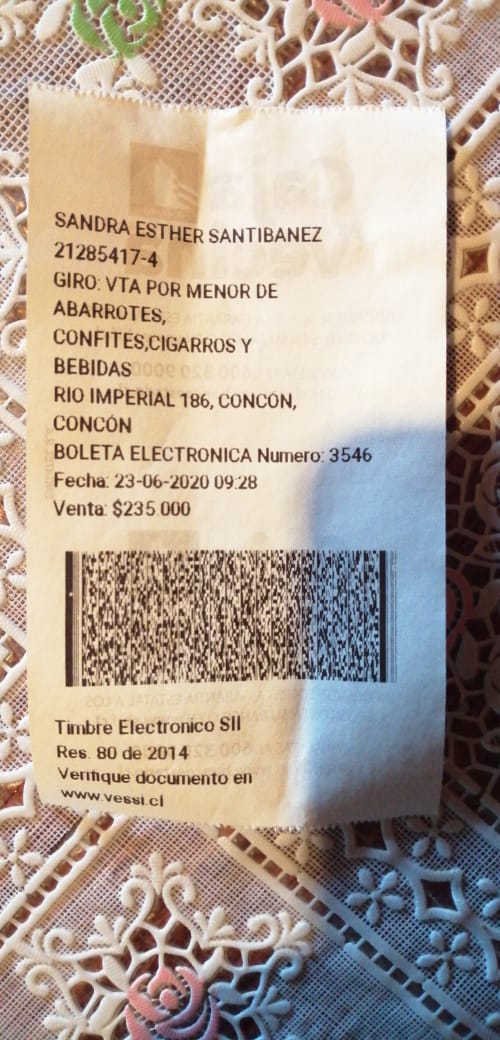 SANDRA ESTHER SANTIBANEZ
21285417-4
GIRO: VTA POR MENOR DE
ABARROTES,
CONFITES,CIGARROS Y
BEBIDAS
RIO IMPERIAL 186, CONCON,
CONCÓN
BOLETA ELECTRONICA Numero: 3546
Fecha: 23-06-2020 09:28
Venta: $235.000
Timbre Electronico SII
Res. 80 de 2014
Verifique documento en
www.vessi.cl